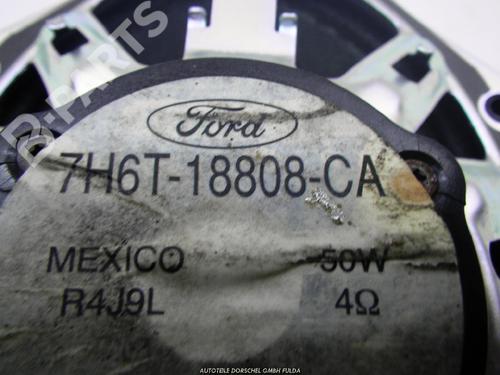 B-PARTS
Ford
7H6T-18808-CA
MEXICO 50W
R4J9L 4Ω
AUTOTEILE DORSCHEL GMBH FULDA